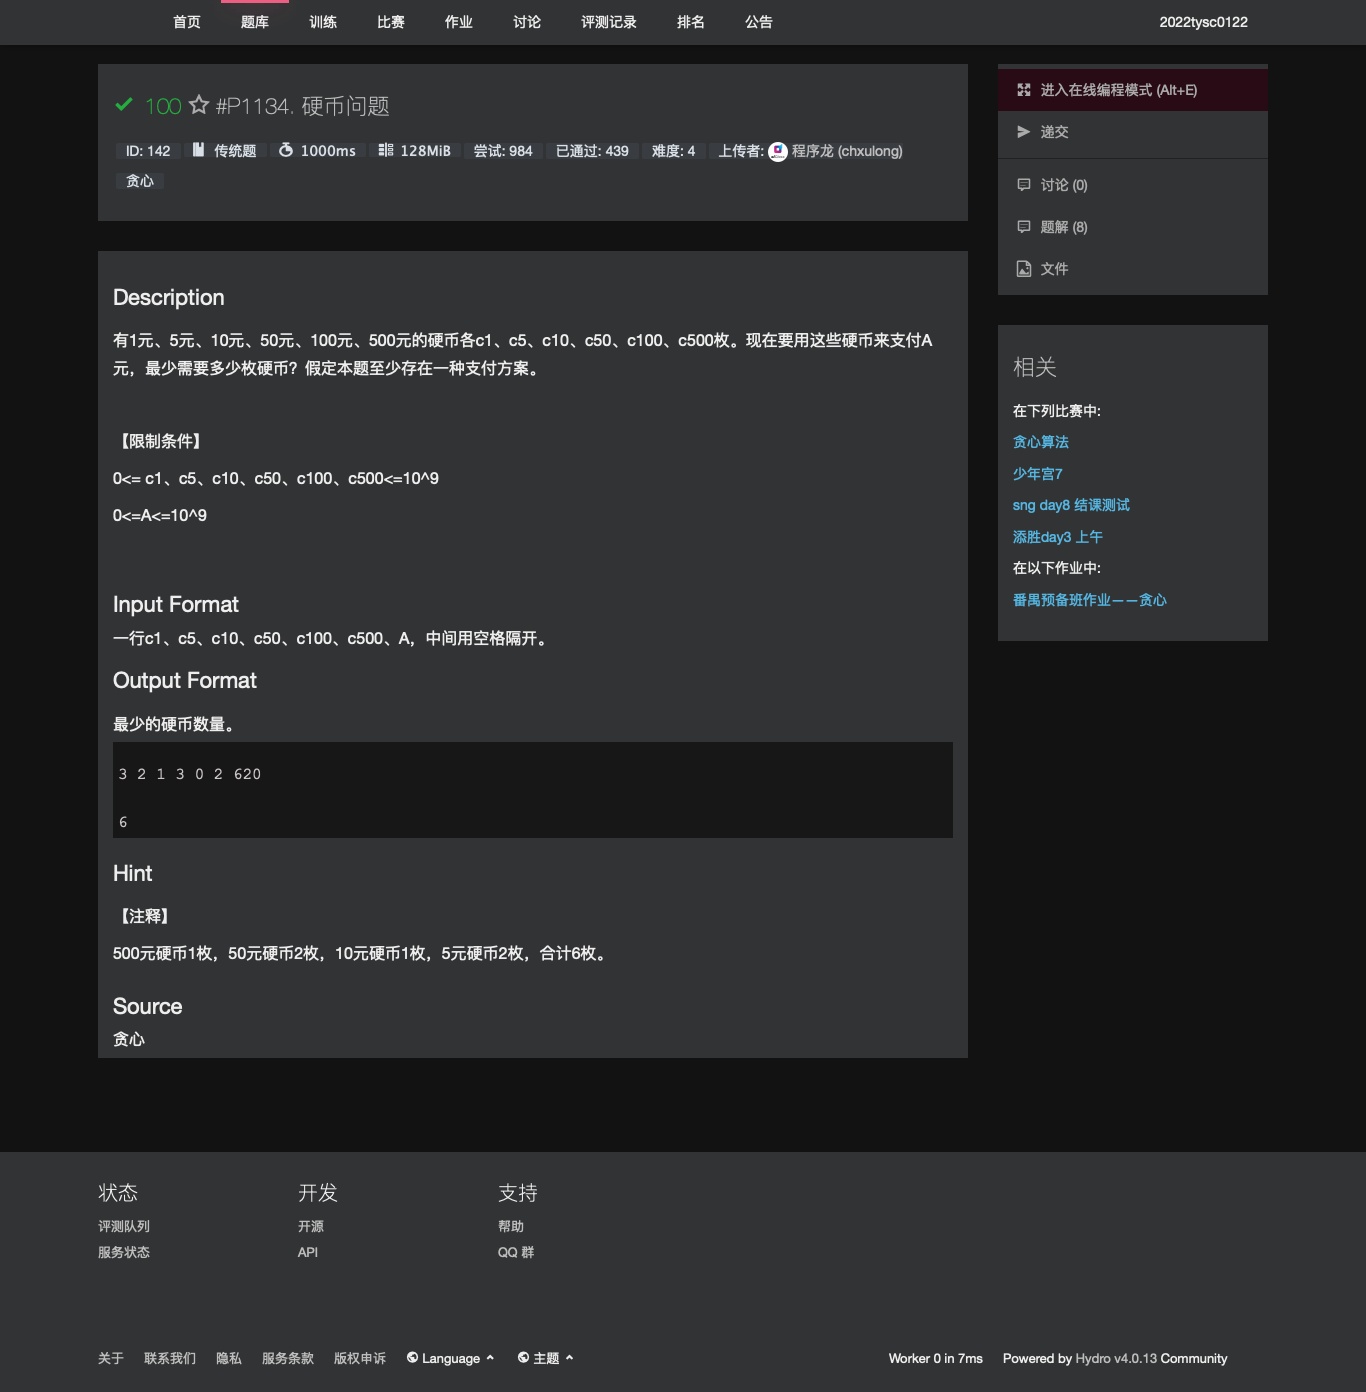 首页 题库 训练 比赛 作业 讨论 评测记录 排名 公告 2022tysc0122
100 #P1134. 硬币问题
ID: 142 传统题 1000ms 128MiB 尝试: 984 已通过: 439 难度: 4 上传者: 程序龙 (chxulong)
贪心
Description
有1元、5元、10元、50元、100元、500元的硬币各c1、c5、c10、c50、c100、c500枚。现在要用这些硬币来支付A
元，最少需要多少枚硬币？假定本题至少存在一种支付方案。
【限制条件】
0<= c1、c5、c10、c50、c100、c500<=10^9
0<=A<=10^9
Input Format
一行c1、c5、c10、c50、c100、c500、A，中间用空格隔开。
Output Format
最少的硬币数量。
3 2 1 3 0 2 620
6
Hint
【注释】
500元硬币1枚，50元硬币2枚，10元硬币1枚，5元硬币2枚，合计6枚。
Source
贪心
进入在线编程模式 (Alt+E)
递交
讨论 (0)
题解 (8)
文件
相关
在下列比赛中:
贪心算法
少年宫7
sng day8 结课测试
添胜day3 上午
在以下作业中:
番禺预备班作业——贪心
状态
评测队列
服务状态
开发
开源
API
支持
帮助
QQ 群
关于 联系我们 隐私 服务条款 版权申诉 Language 主题 Worker 0 in 7ms Powered by Hydro v4.0.13 Community